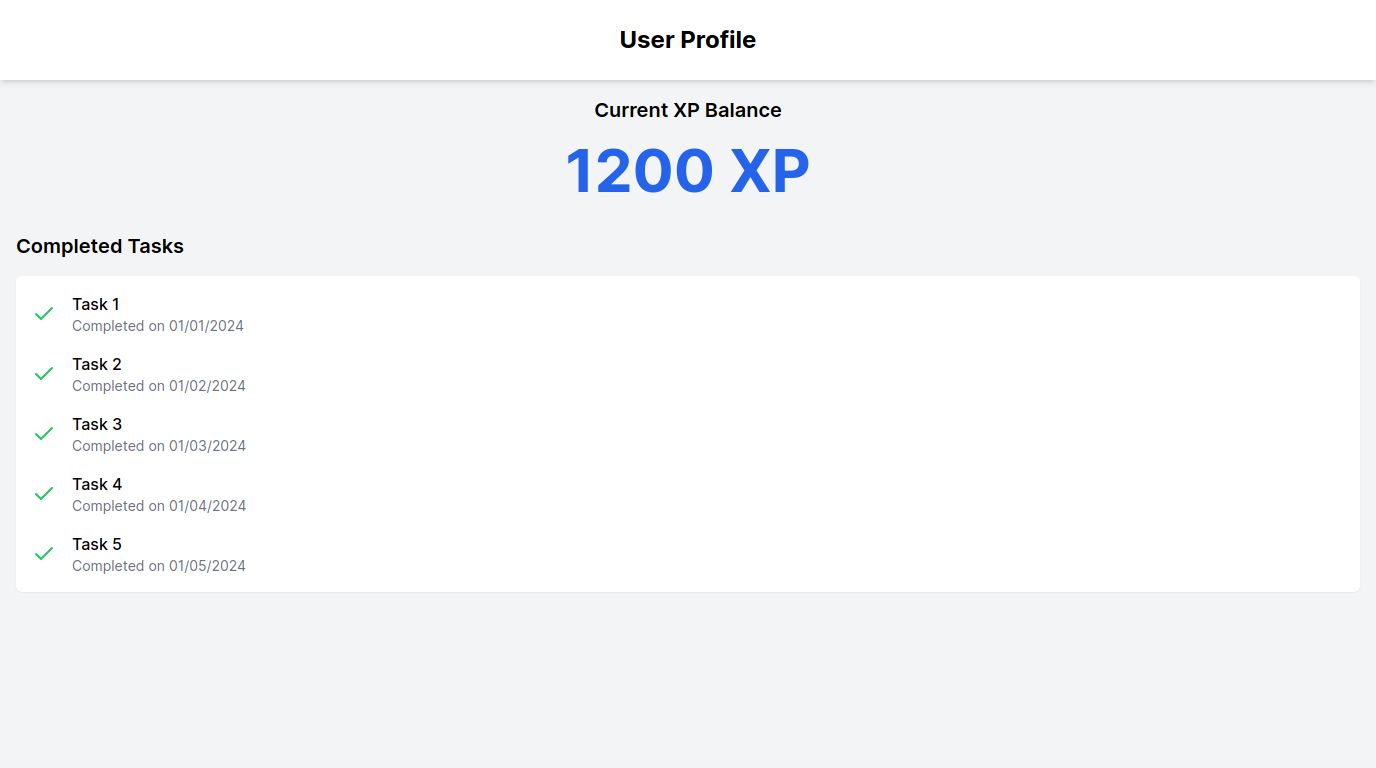 User Profile
Current XP Balance
1200 XP
Completed Tasks
Task 1
Completed on 01/01/2024
Task 2
Completed on 01/02/2024
Task 3
Completed on 01/03/2024
Task 4
Completed on 01/04/2024
Task 5
Completed on 01/05/2024